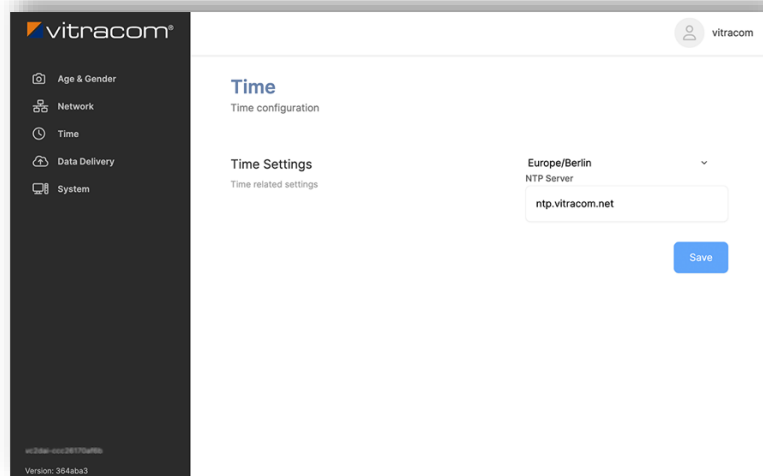 vitracom®
vitracom
Age & Gender
Network
Time
Data Delivery
System
Time
Time configuration
Time Settings
Time related settings
Europe/Berlin
NTP Server
ntp.vitracom.net
Save
Version: 364aba3